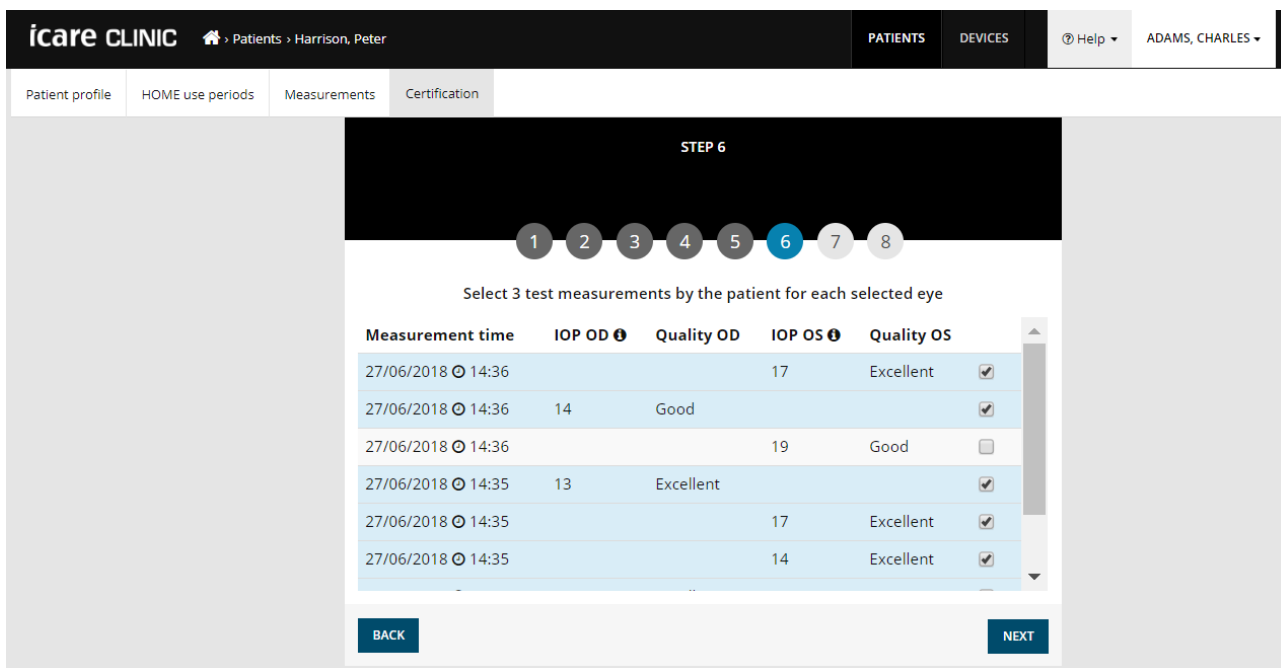 icare CLINIC › Patients › Harrison, Peter PATIENTS DEVICES Help ADAMS, CHARLES
Patient profile HOME use periods Measurements Certification
STEP 6
1 2 3 4 5 6 7 8
Select 3 test measurements by the patient for each selected eye
Measurement time IOP OD Quality OD IOP OS Quality OS
27/06/2018 14:36 17 Excellent
27/06/2018 14:36 14 Good
27/06/2018 14:36 19 Good
27/06/2018 14:35 13 Excellent
27/06/2018 14:35 17 Excellent
27/06/2018 14:35 14 Excellent
BACK NEXT